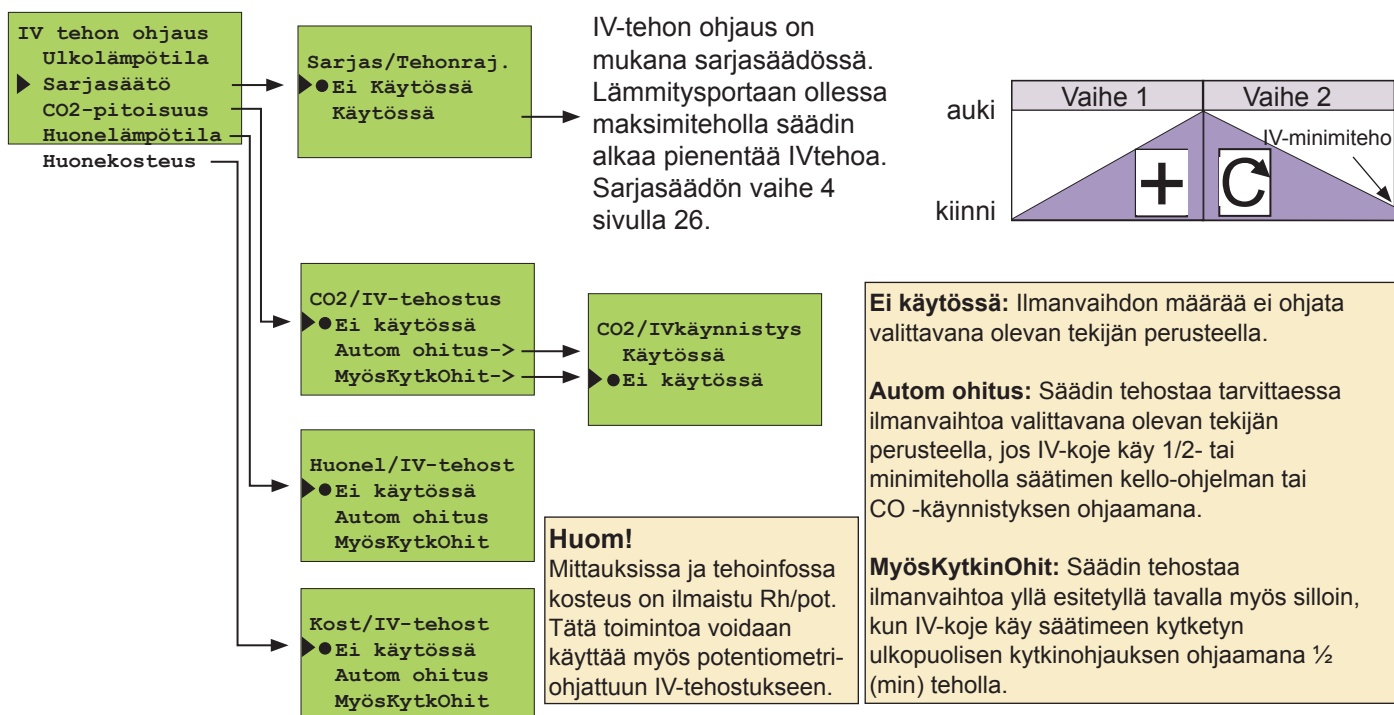 IV tehon ohjaus
Ulkolämpötila
Sarjasäätö
CO2-pitoisuus
Huonelämpötila
Huonekosteus
Sarjas/Tehonraj.
Ei Käytössä
Käytössä
IV-tehon ohjaus on
mukana sarjasäädössä.
Lämmitysportaan ollessa
maksimiteholla säädin
alkaa pienentää IVtehoa.
Sarjasäädön vaihe 4
sivulla 26.
auki
Vaihe 1
Vaihe 2
IV-minimiteho
+
C
kiinni
CO2/IV-tehostus
Ei käytössä
Autom ohitus->
MyösKytkOhit->
CO2/IVkäynnistys
Käytössä
Ei käytössä
Huonel/IV-tehost
Ei käytössä
Autom ohitus
MyösKytkOhit
Kost/IV-tehost
Ei käytössä
Autom ohitus
MyösKytkOhit
Huom!
Mittauksissa ja tehoinfossa
kosteus on ilmaistu Rh/pot.
Tätä toimintoa voidaan
käyttää myös potentiometri-
ohjattuun IV-tehostukseen.
Ei käytössä: Ilmanvaihdon määrää ei ohjata
valittavana olevan tekijän perusteella.
Autom ohitus: Säädin tehostaa tarvittaessa
ilmanvaihtoa valittavana olevan tekijän
perusteella, jos IV-koje käy 1/2- tai
minimiteholla säätimen kello-ohjelman tai
CO -käynnistyksen ohjaamana.
MyösKytkinOhit: Säädin tehostaa
ilmanvaihtoa yllä esitetyllä tavalla myös silloin,
kun IV-koje käy säätimeen kytketyn
ulkopuolisen kytkinohjauksen ohjaamana ½
(min) teholla.